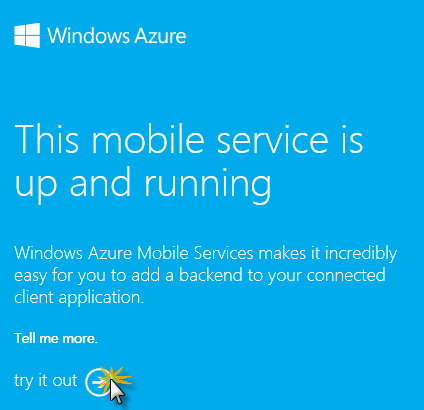 Windows Azure
This mobile service is
up and running
Windows Azure Mobile Services makes it incredibly
easy for you to add a backend to your connected
client application.
Tell me more.
try it out